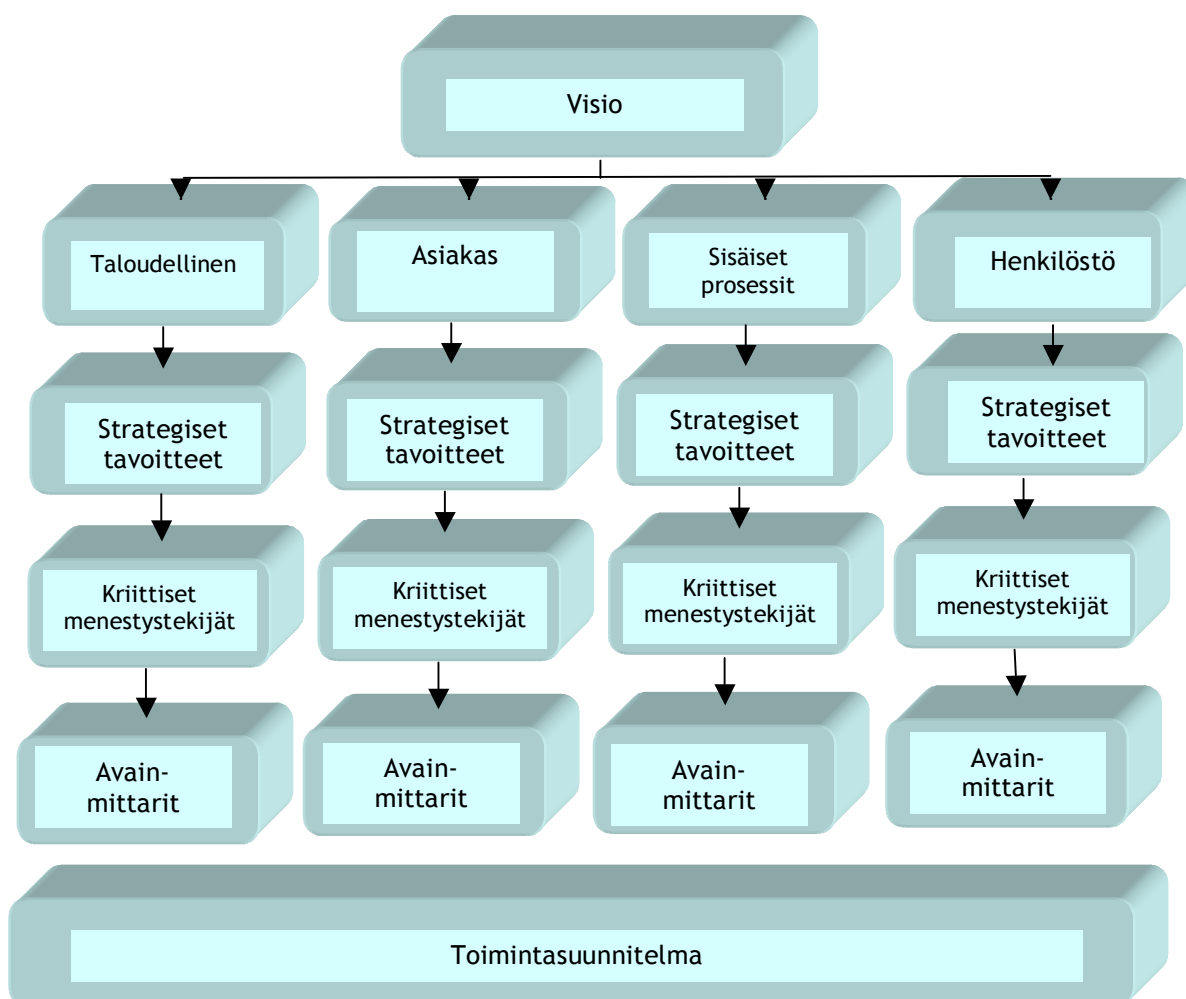 Visio
Taloudellinen
Asiakas
Sisäiset
prosessit
Henkilöstö
Strategiset
tavoitteet
Strategiset
tavoitteet
Strategiset
tavoitteet
Strategiset
tavoitteet
Kriittiset
menestystekijät
Kriittiset
menestystekijät
Kriittiset
menestystekijät
Kriittiset
menestystekijät
Avain-
mittarit
Avain-
mittarit
Avain-
mittarit
Avain-
mittarit
Toimintasuunnitelma